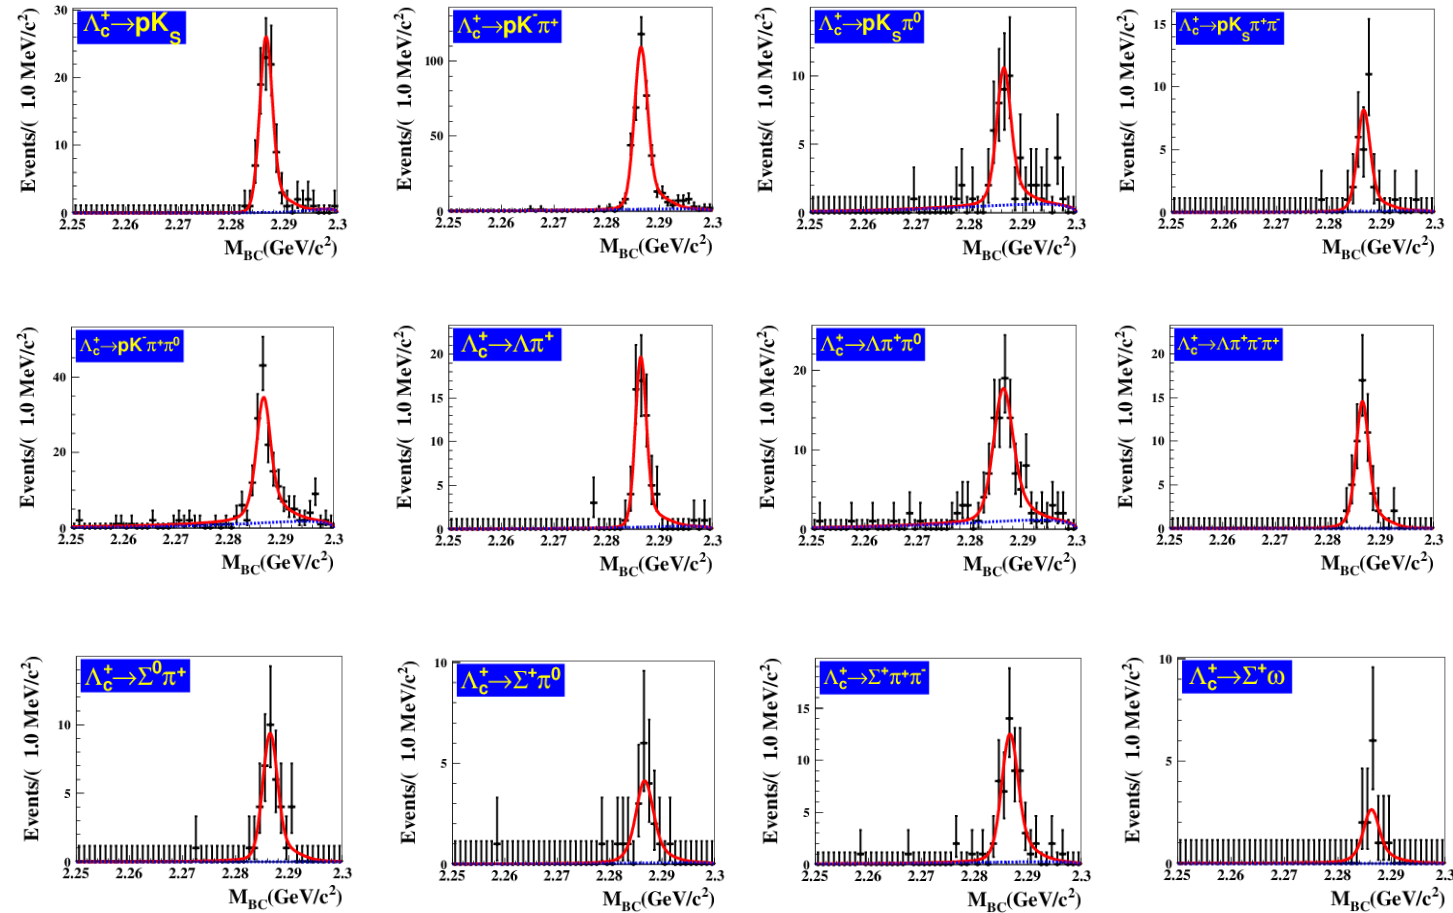 Λc+→pKS
Events/( 1.0 MeV/c2)
30
20
10
0
2.25 2.26 2.27 2.28 2.29 2.3
MBC(GeV/c2)
Λc+→pK-π+
Events/( 1.0 MeV/c2)
100
50
0
2.25 2.26 2.27 2.28 2.29 2.3
MBC(GeV/c2)
Λc+→pKSπ0
Events/( 1.0 MeV/c2)
15
10
5
0
2.25 2.26 2.27 2.28 2.29 2.3
MBC(GeV/c2)
Λc+→pKSπ+π-
Events/( 1.0 MeV/c2)
15
10
5
0
2.25 2.26 2.27 2.28 2.29 2.3
MBC(GeV/c2)
Λc+→pK-π+π0
Events/( 1.0 MeV/c2)
40
20
0
2.25 2.26 2.27 2.28 2.29 2.3
MBC(GeV/c2)
Λc+→Λπ+
Events/( 1.0 MeV/c2)
20
15
10
5
0
2.25 2.26 2.27 2.28 2.29 2.3
MBC(GeV/c2)
Λc+→Λπ+π0
Events/( 1.0 MeV/c2)
20
10
0
2.25 2.26 2.27 2.28 2.29 2.3
MBC(GeV/c2)
Λc+→Λπ+π-π+
Events/( 1.0 MeV/c2)
20
15
10
5
0
2.25 2.26 2.27 2.28 2.29 2.3
MBC(GeV/c2)
Λc+→Σ0π+
Events/( 1.0 MeV/c2)
10
5
0
2.25 2.26 2.27 2.28 2.29 2.3
MBC(GeV/c2)
Λc+→Σ+π0
Events/( 1.0 MeV/c2)
10
5
0
2.25 2.26 2.27 2.28 2.29 2.3
MBC(GeV/c2)
Λc+→Σ+π+π-
Events/( 1.0 MeV/c2)
15
10
5
0
2.25 2.26 2.27 2.28 2.29 2.3
MBC(GeV/c2)
Λc+→Σ+ω
Events/( 1.0 MeV/c2)
10
5
0
2.25 2.26 2.27 2.28 2.29 2.3
MBC(GeV/c2)